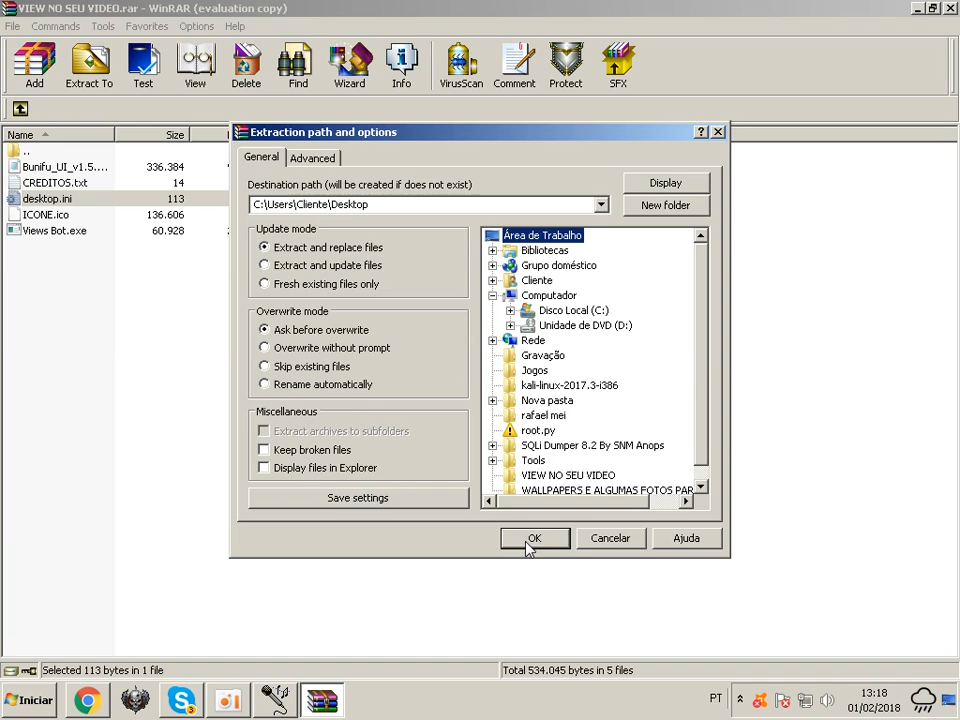 VIEW NO SEU VIDEO.rar - WinRAR (evaluation copy)
File Commands Tools Favorites Options Help
Add Extract To Test View Delete Find Wizard Info VirusScan Comment Protect SFX
Name Size
..
Bunifu_UI_v1.5.... 336.384
CREDITOS.txt 14
desktop.ini 113
ICONE.ico 136.606
Views Bot.exe 60.928
Extraction path and options
General Advanced
Destination path (will be created if does not exist)
Display
C:\Users\Cliente\Desktop
New folder
Update mode
Extract and replace files
Extract and update files
Fresh existing files only
Overwrite mode
Ask before overwrite
Overwrite without prompt
Skip existing files
Rename automatically
Miscellaneous
Extract archives to subfolders
Keep broken files
Display files in Explorer
Save settings
Área de Trabalho
Bibliotecas
Grupo doméstico
Cliente
Computador
Disco Local (C:)
Unidade de DVD (D:)
Rede
Gravação
Jogos
kali-linux-2017.3-i386
Nova pasta
rafael mei
root.py
SQLi Dumper 8.2 By SNM Anops
Tools
VIEW NO SEU VIDEO
WALLPAPERS E ALGUMAS FOTOS PAR
OK Cancelar Ajuda
Selected 113 bytes in 1 file
Total 534.045 bytes in 5 files
Iniciar
3
PT
13:18
01/02/2018